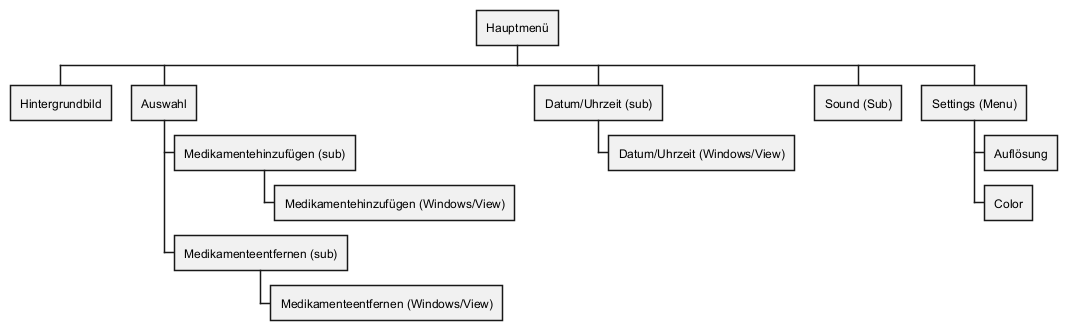 Hauptmenü
Hintergrundbild
Auswahl
Datum/Uhrzeit (sub)
Sound (Sub)
Settings (Menu)
Medikamentehinzufügen (sub)
Datum/Uhrzeit (Windows/View)
Auflösung
Medikamentehinzufügen (Windows/View)
Color
Medikamenteentfernen (sub)
Medikamenteentfernen (Windows/View)